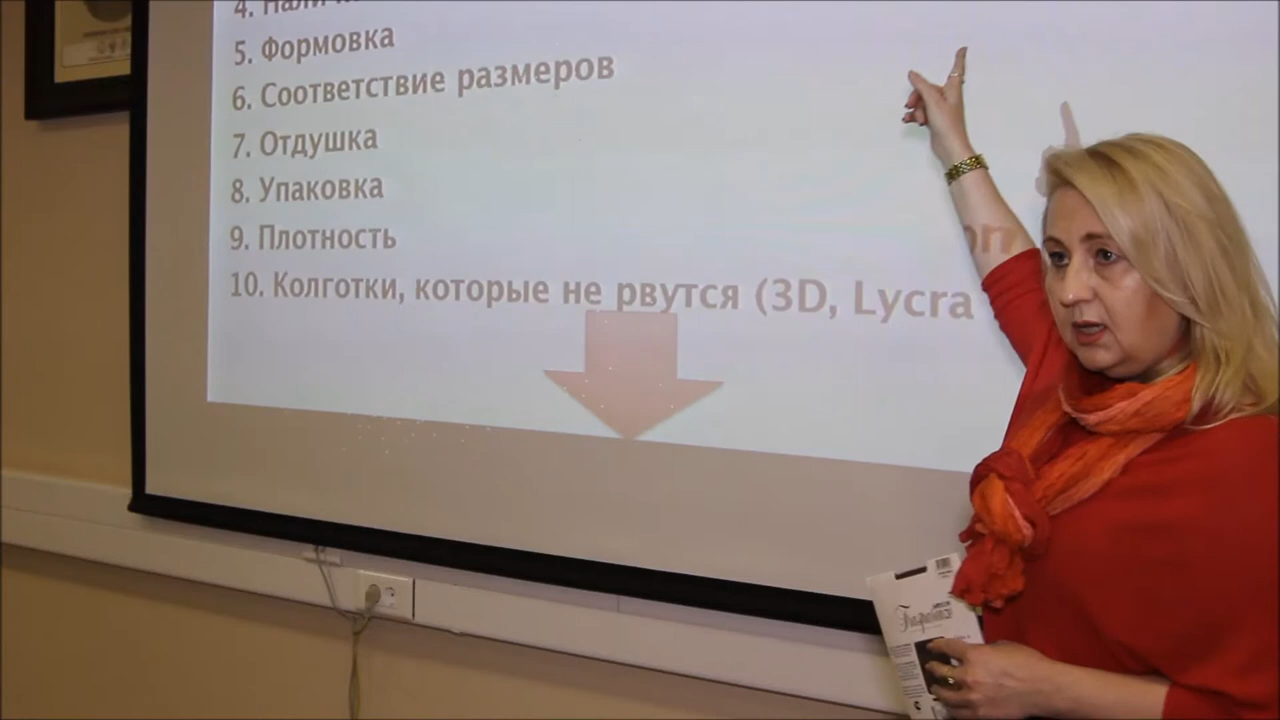 5. Формовка
6. Соответствие размеров
7. Отдушка
8. Упаковка
9. Плотность
10. Колготки, которые не рвутся (3D, Lycra